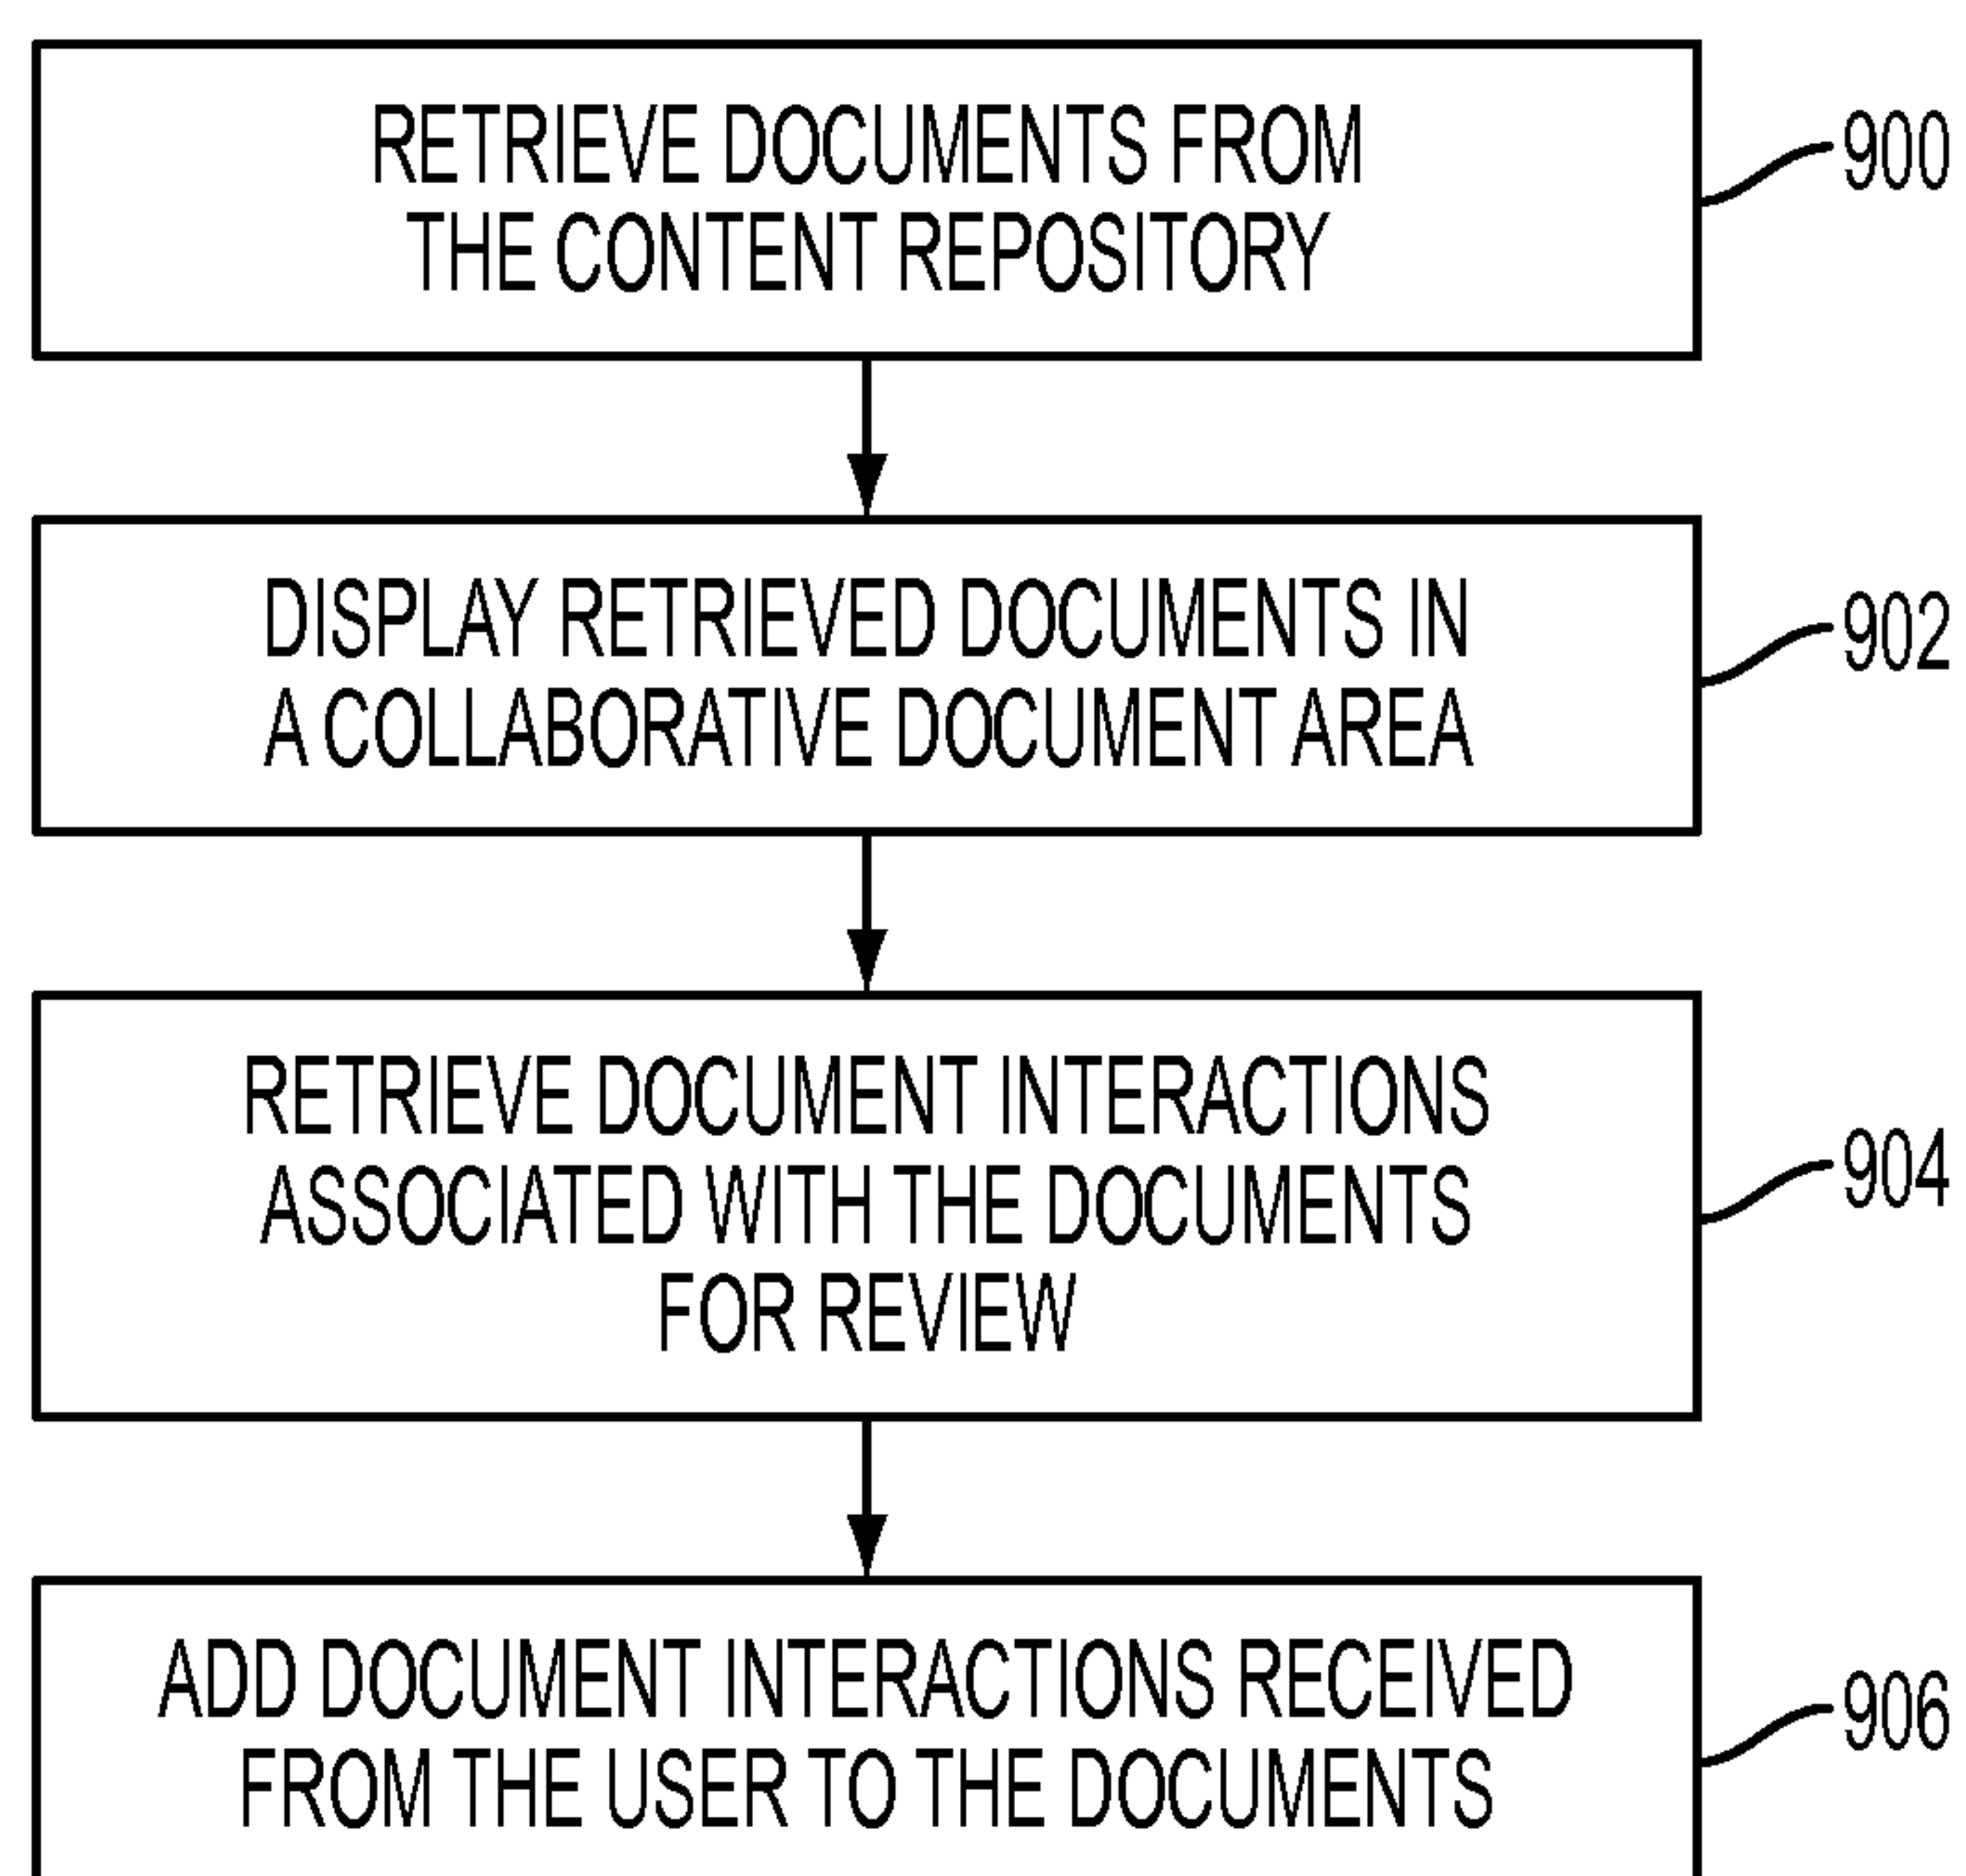 RETRIEVE DOCUMENTS FROM
THE CONTENT REPOSITORY
900
DISPLAY RETRIEVED DOCUMENTS IN
A COLLABORATIVE DOCUMENT AREA
902
RETRIEVE DOCUMENT INTERACTIONS
ASSOCIATED WITH THE DOCUMENTS
FOR REVIEW
904
ADD DOCUMENT INTERACTIONS RECEIVED
FROM THE USER TO THE DOCUMENTS
906